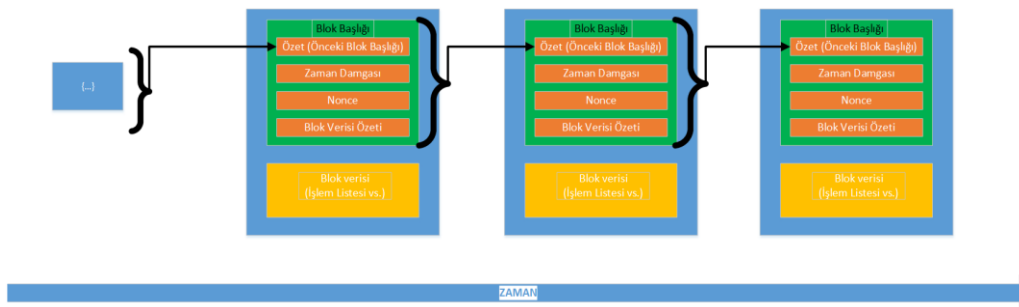 (...)
Blok Başlığı
Özet (Önceki Blok Başlığı)
Zaman Damgası
Nonce
Blok Verisi Özeti
Blok verisi
(İşlem Listesi vs.)
Blok Başlığı
Özet (Önceki Blok Başlığı)
Zaman Damgası
Nonce
Blok Verisi Özeti
Blok verisi
(İşlem Listesi vs.)
Blok Başlığı
Özet (Önceki Blok Başlığı)
Zaman Damgası
Nonce
Blok Verisi Özeti
Blok verisi
(İşlem Listesi vs.)
ZAMAN